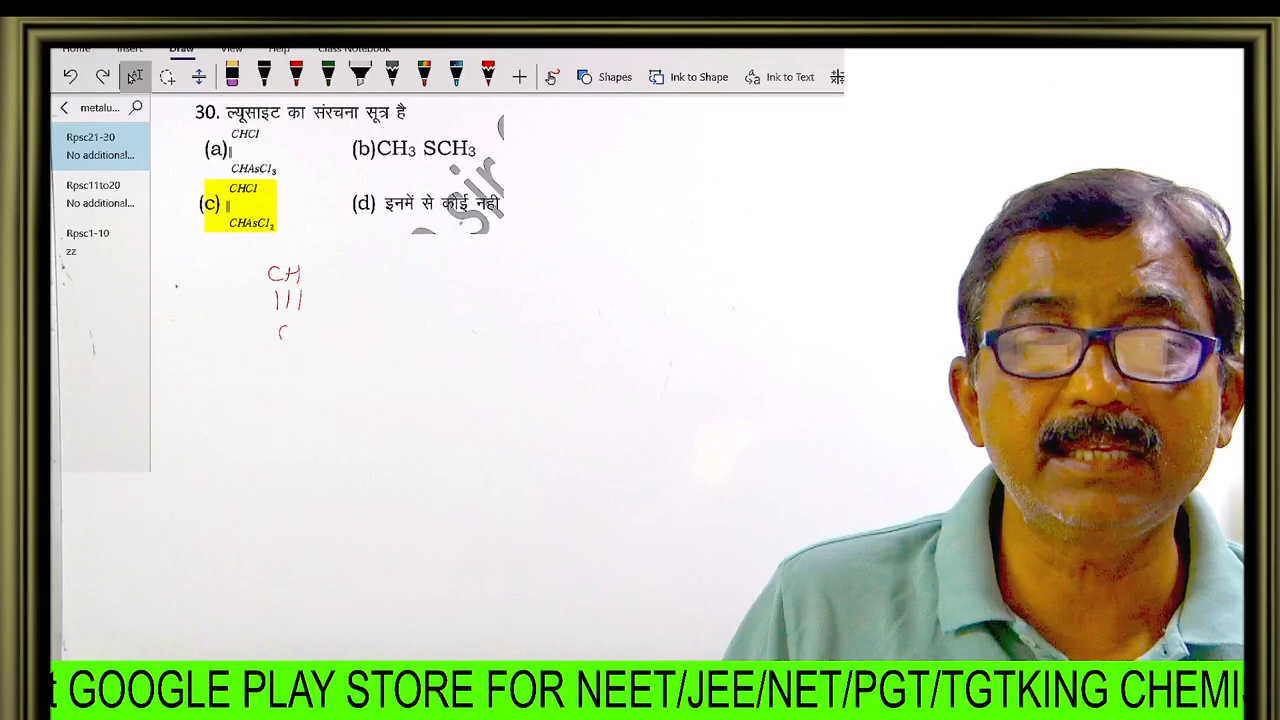 Home Insert Draw View Help Class Notebook
Shapes Ink to Shape Ink to Text
metalu...
Rpsc21-30
No additional...
Rpsc11to20
No additional...
Rpsc1-10
zz
30. ल्यूसाइट का संरचना सूत्र है
(a) CHCl
||
CHAsCl₃
(b)CH₃ SCH₃
(c) CHCl
||
CHAsCl₂
(d) इनमें से कोई नही
sir
CH
|||
GOOGLE PLAY STORE FOR NEET/JEE/NET/PGT/TGTKING